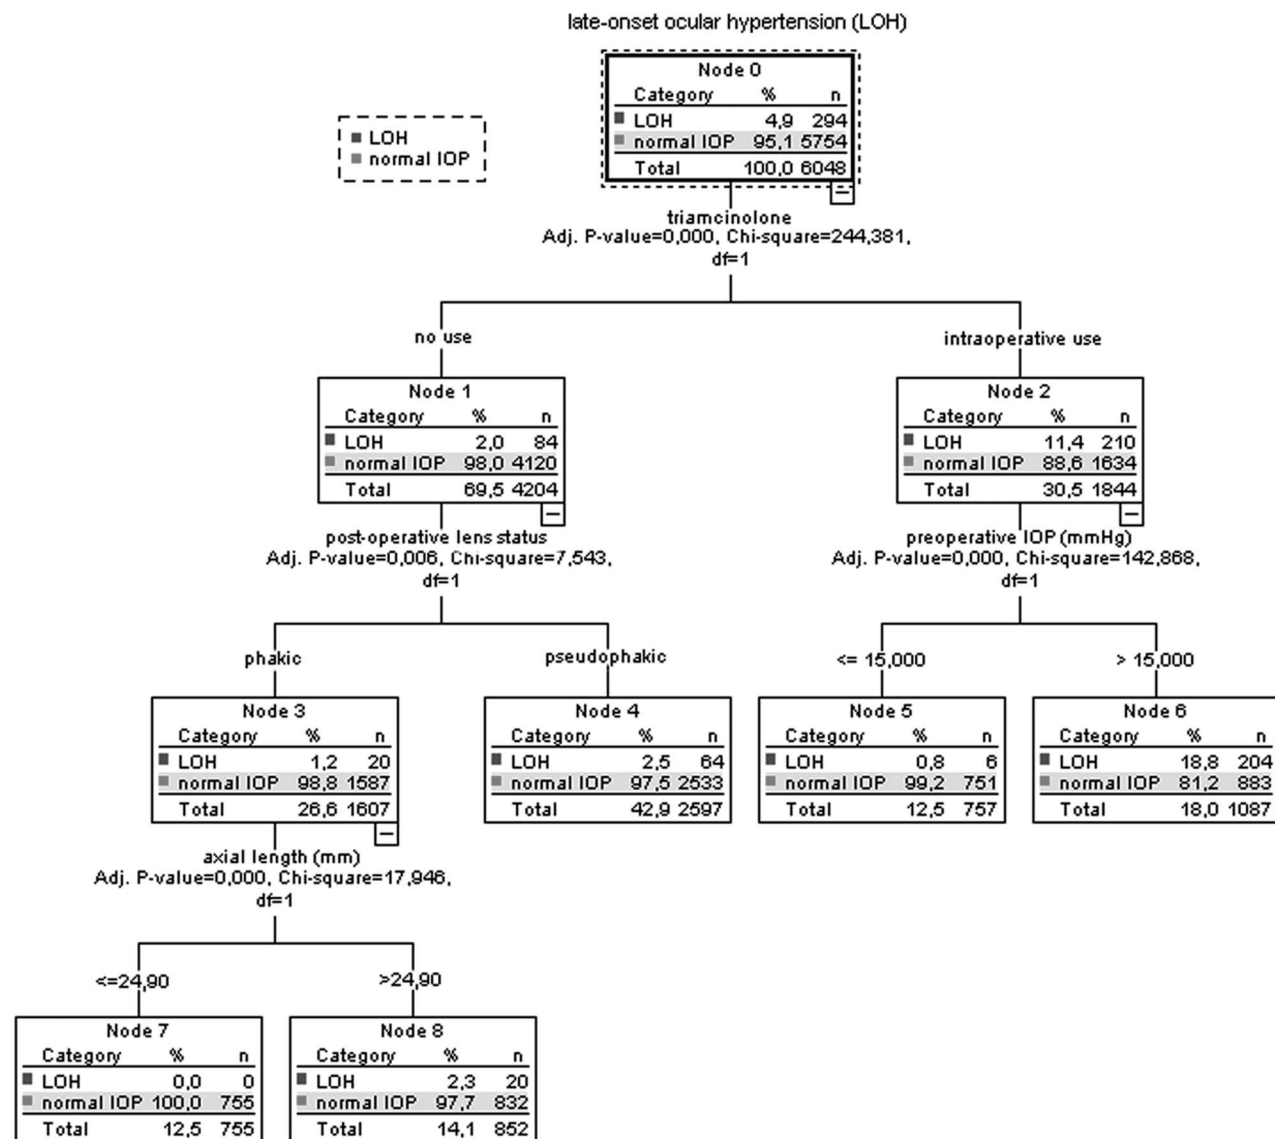 late-onset ocular hypertension (LOH)
Node 0
Category % n
LOH 4,9 294
normal IOP 95,1 5754
Total 100,0 6048
LOH
normal IOP
triamcinolone
Adj. P-value=0,000, Chi-square=244,381,
df=1
no use
intraoperative use
Node 1
Category % n
LOH 2,0 84
normal IOP 98,0 4120
Total 69,5 4204
Node 2
Category % n
LOH 11,4 210
normal IOP 88,6 1634
Total 30,5 1844
post-operative lens status
Adj. P-value=0,006, Chi-square=7,543,
df=1
preoperative IOP (mmHg)
Adj. P-value=0,000, Chi-square=142,868,
df=1
phakic
pseudophakic
<= 15,000
> 15,000
Node 3
Category % n
LOH 1,2 20
normal IOP 98,8 1587
Total 26,6 1607
Node 4
Category % n
LOH 2,5 64
normal IOP 97,5 2533
Total 42,9 2597
Node 5
Category % n
LOH 0,8 6
normal IOP 99,2 751
Total 12,5 757
Node 6
Category % n
LOH 18,8 204
normal IOP 81,2 883
Total 18,0 1087
axial length (mm)
Adj. P-value=0,000, Chi-square=17,946,
df=1
<=24,90
>24,90
Node 7
Category % n
LOH 0,0 0
normal IOP 100,0 755
Total 12,5 755
Node 8
Category % n
LOH 2,3 20
normal IOP 97,7 832
Total 14,1 852